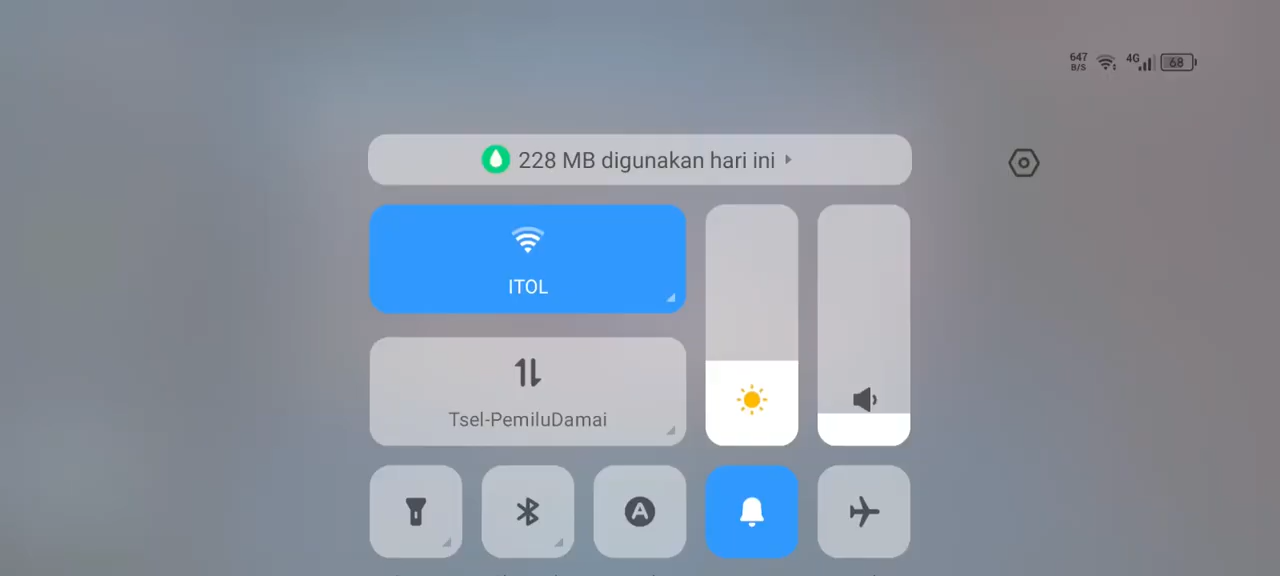 647
B/S
4G
68
228 MB digunakan hari ini
ITOL
Tsel-PemiluDamai
A